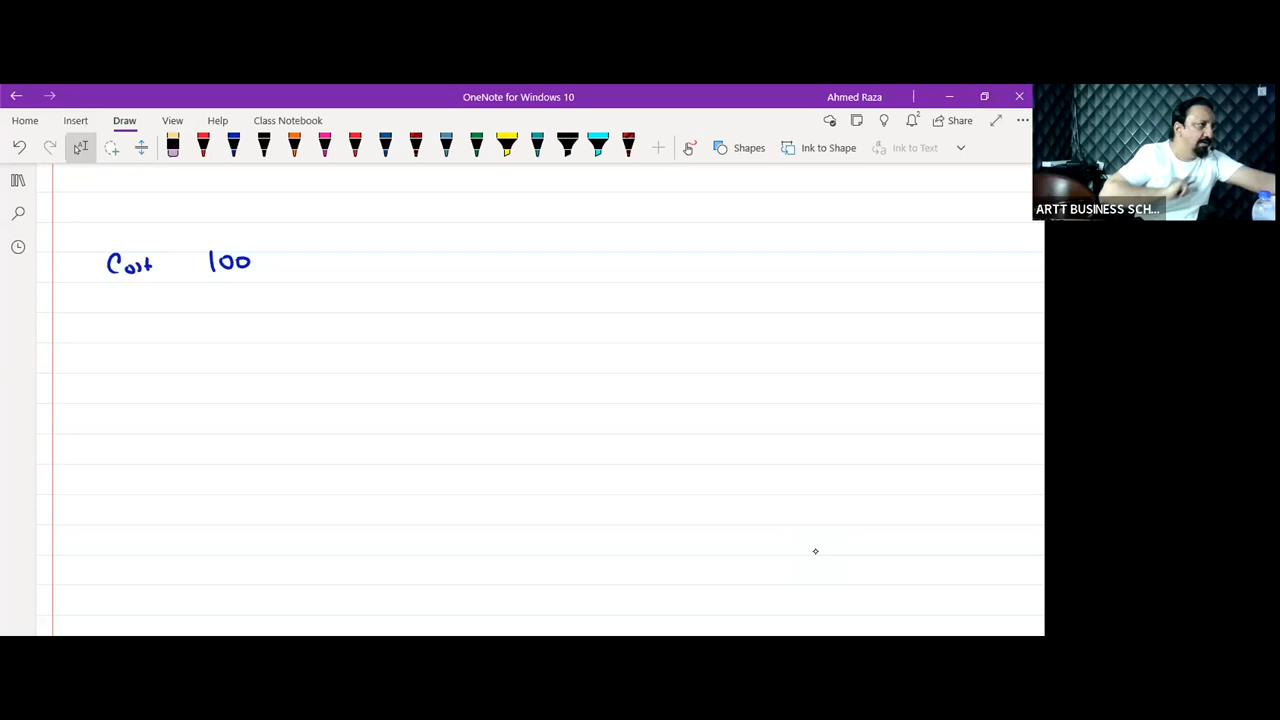 OneNote for Windows 10
Ahmed Raza
Home Insert Draw View Help Class Notebook
Share
Shapes Ink to Shape Ink to Text
ARTT BUSINESS SCH...
Cost 100